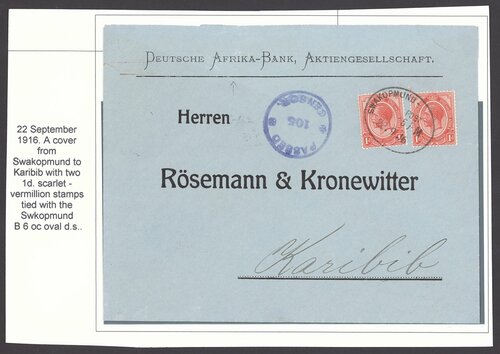 DEUTSCHE AFRIKA-BANK, AKTIENGESELLSCHAFT.
22 September
1916. A cover
from
Swakopmund to
Karibib with two
1d. scarlet -
vermillion stamps
tied with the
Swkopmund
B 6 oc oval d.s..
Herren
PASSED
CENSOR
105
SWAKOPMUND
Rösemann & Kronewitter
Karibib